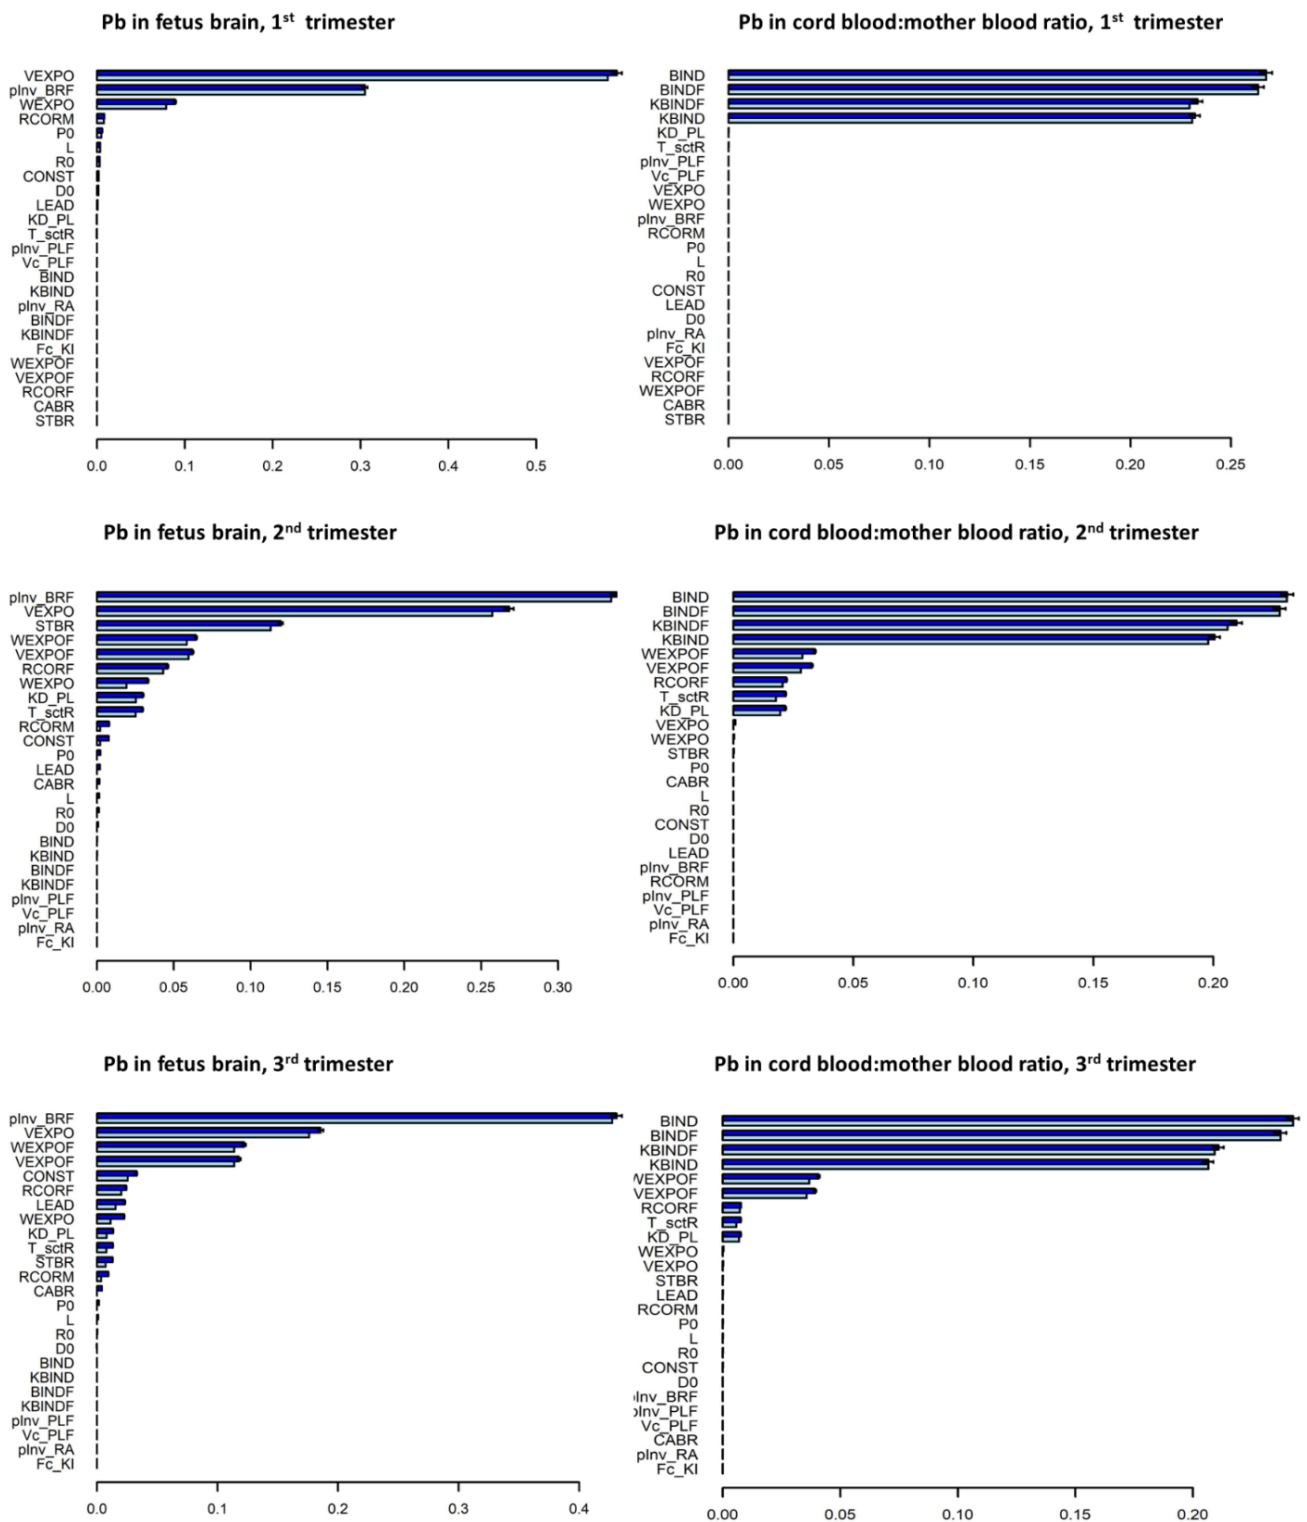 Pb in fetus brain, 1st trimester
VEXPO
pInv_BRF
WEXPO
RCORM
P0
L
R0
CONST
D0
LEAD
KD_PL
T_sctR
pInv_PLF
Vc_PLF
BIND
KBIND
pInv_RA
BINDF
KBINDF
Fc_KI
WEXPOF
VEXPOF
RCORF
CABR
STBR
0.0 0.1 0.2 0.3 0.4 0.5
Pb in cord blood:mother blood ratio, 1st trimester
BIND
BINDF
KBINDF
KBIND
KD_PL
T_sctR
pInv_PLF
Vc_PLF
VEXPO
WEXPO
pInv_BRF
RCORM
P0
L
R0
CONST
LEAD
D0
pInv_RA
Fc_KI
VEXPOF
RCORF
WEXPOF
CABR
STBR
0.00 0.05 0.10 0.15 0.20 0.25
Pb in fetus brain, 2nd trimester
pInv_BRF
VEXPO
STBR
WEXPOF
VEXPOF
RCORF
WEXPO
KD_PL
T_sctR
RCORM
CONST
P0
LEAD
CABR
L
R0
D0
BIND
KBIND
BINDF
KBINDF
pInv_PLF
Vc_PLF
pInv_RA
Fc_KI
0.00 0.05 0.10 0.15 0.20 0.25 0.30
Pb in cord blood:mother blood ratio, 2nd trimester
BIND
BINDF
KBINDF
KBIND
WEXPOF
VEXPOF
RCORF
T_sctR
KD_PL
VEXPO
WEXPO
STBR
P0
CABR
L
R0
CONST
D0
LEAD
pInv_BRF
RCORM
pInv_PLF
Vc_PLF
pInv_RA
Fc_KI
0.00 0.05 0.10 0.15 0.20
Pb in fetus brain, 3rd trimester
pInv_BRF
VEXPO
WEXPOF
VEXPOF
CONST
RCORF
LEAD
WEXPO
KD_PL
T_sctR
STBR
RCORM
CABR
P0
L
R0
D0
BIND
KBIND
BINDF
KBINDF
pInv_PLF
Vc_PLF
pInv_RA
Fc_KI
0.0 0.1 0.2 0.3 0.4
Pb in cord blood:mother blood ratio, 3rd trimester
BIND
BINDF
KBINDF
KBIND
WEXPOF
VEXPOF
RCORF
T_sctR
KD_PL
WEXPO
VEXPO
STBR
LEAD
RCORM
P0
L
R0
CONST
D0
pInv_BRF
pInv_PLF
Vc_PLF
CABR
pInv_RA
Fc_KI
0.00 0.05 0.10 0.15 0.20